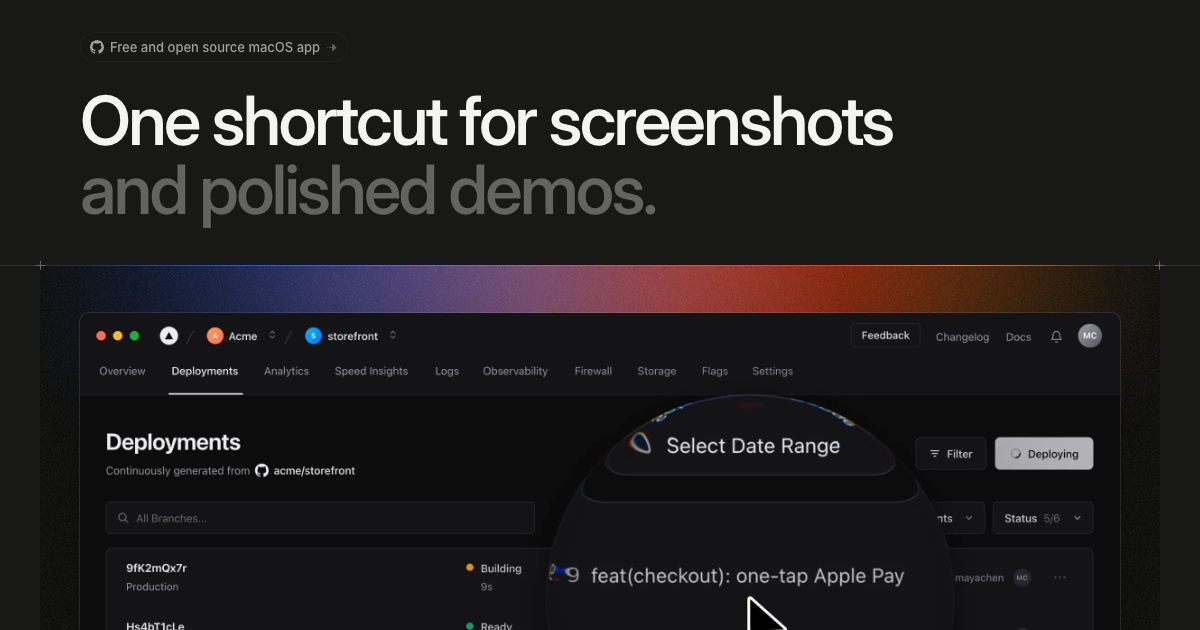 Free and open source macOS app →
One shortcut for screenshots
and polished demos.
A Acme / S storefront Feedback Changelog Docs MC
Overview Deployments Analytics Speed Insights Logs Observability Firewall Storage Flags Settings
Select Date Range
Deployments
Filter Deploying
Continuously generated from acme/storefront
All Branches...
Status 5/6
9fK2mQx7r Building
feat(checkout): one-tap Apple Pay mayachen MC ...
Production 9s
Hs4bT1cLe Ready